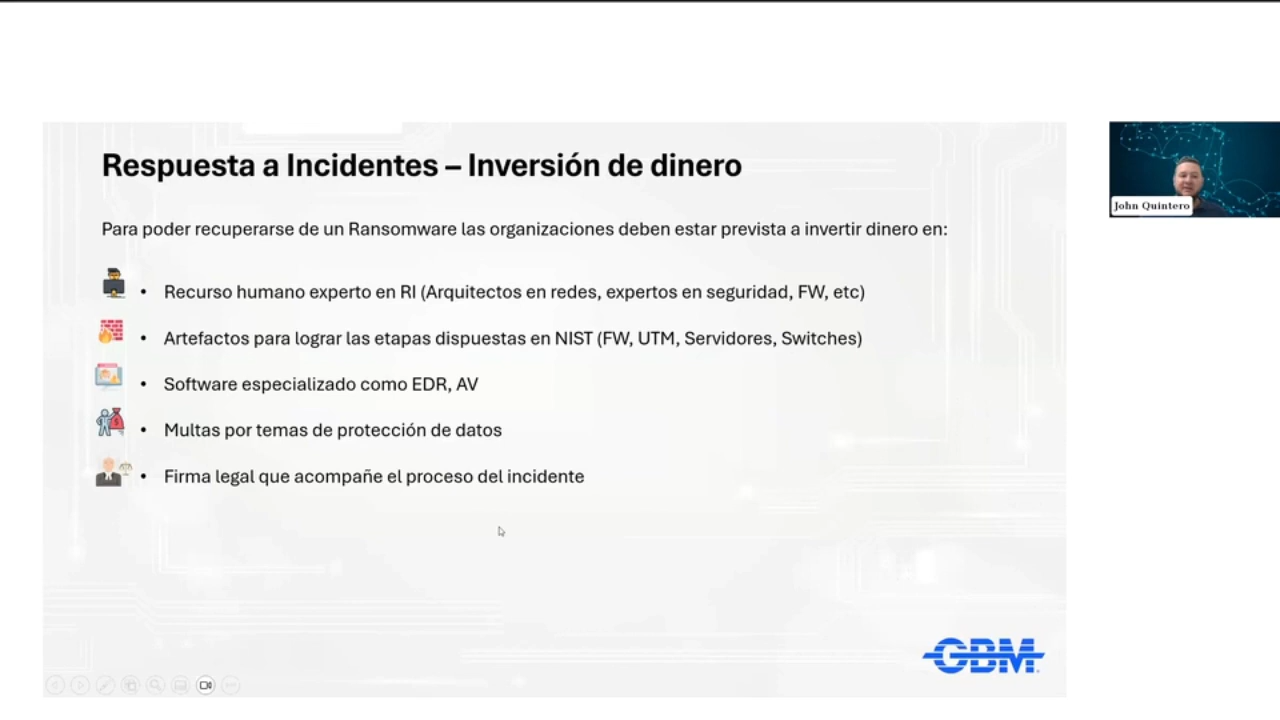 Respuesta a Incidentes – Inversión de dinero
Para poder recuperarse de un Ransomware las organizaciones deben estar prevista a invertir dinero en:
• Recurso humano experto en RI (Arquitectos en redes, expertos en seguridad, FW, etc)
• Artefactos para lograr las etapas dispuestas en NIST (FW, UTM, Servidores, Switches)
• Software especializado como EDR, AV
• Multas por temas de protección de datos
• Firma legal que acompañe el proceso del incidente
John Quintero
GBM